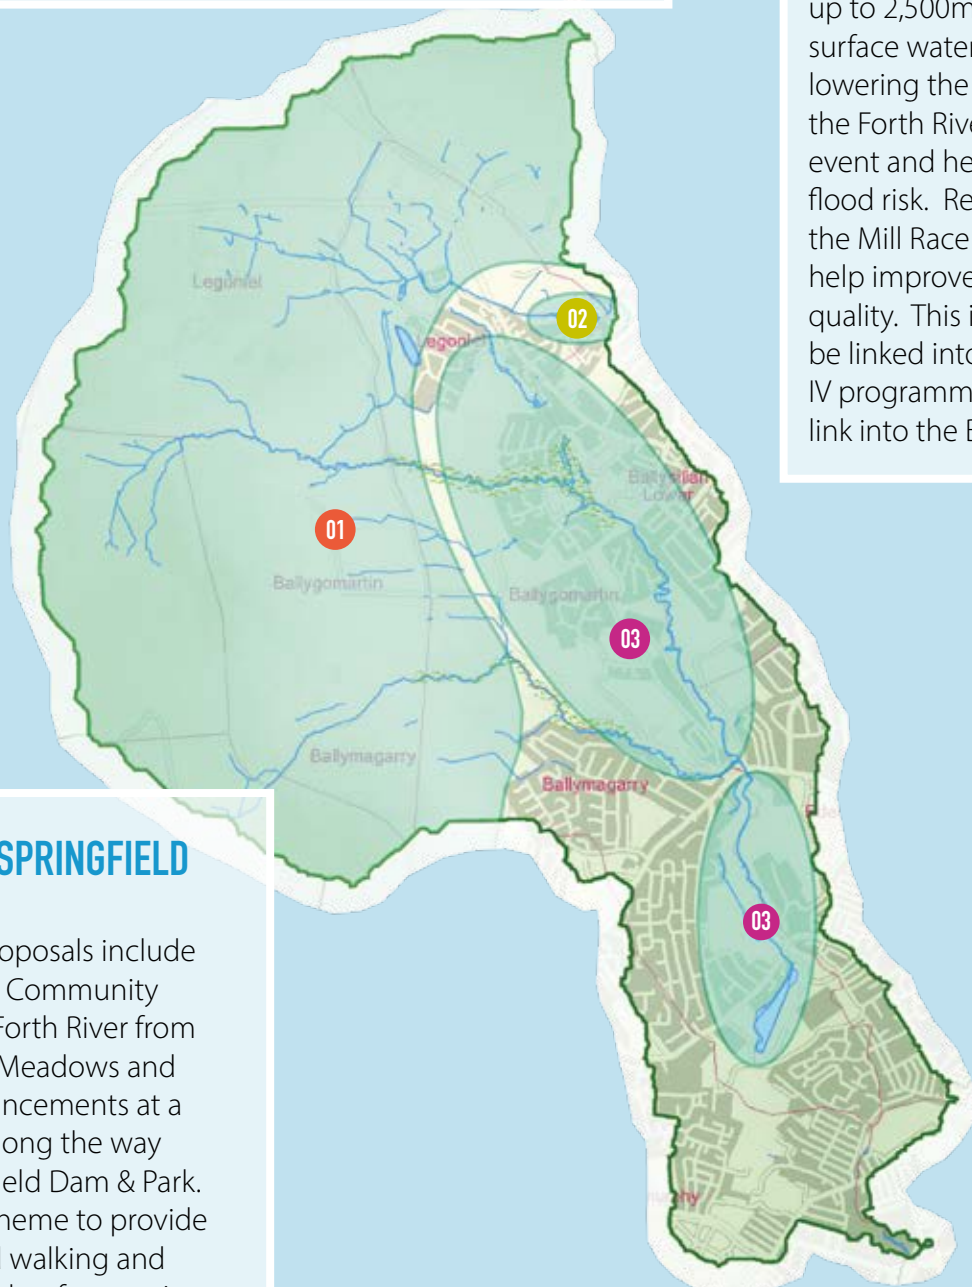 up to 2,500m
surface water
lowering the
the Forth Rive
event and he
flood risk. Re
the Mill Race
help improve
quality. This i
be linked into
IV programm
link into the E
Legoniel
02
egoniel
Ballysillan
Lower
01
Ballygomartin
Ballygomartin
03
Ballymagarry
Ballymagarry
SPRINGFIELD
oposals include
Community
Forth River from
Meadows and
ncements at a
ong the way
eld Dam & Park.
heme to provide
walking and
03